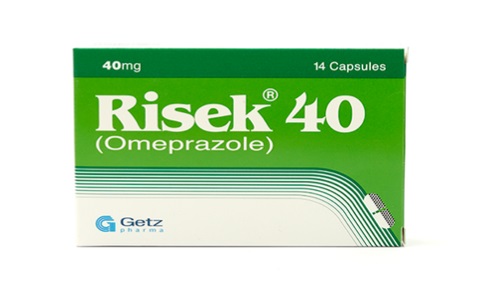 40mg 14 Capsules
Risek® 40
(Omeprazole)
G Getz
pharma